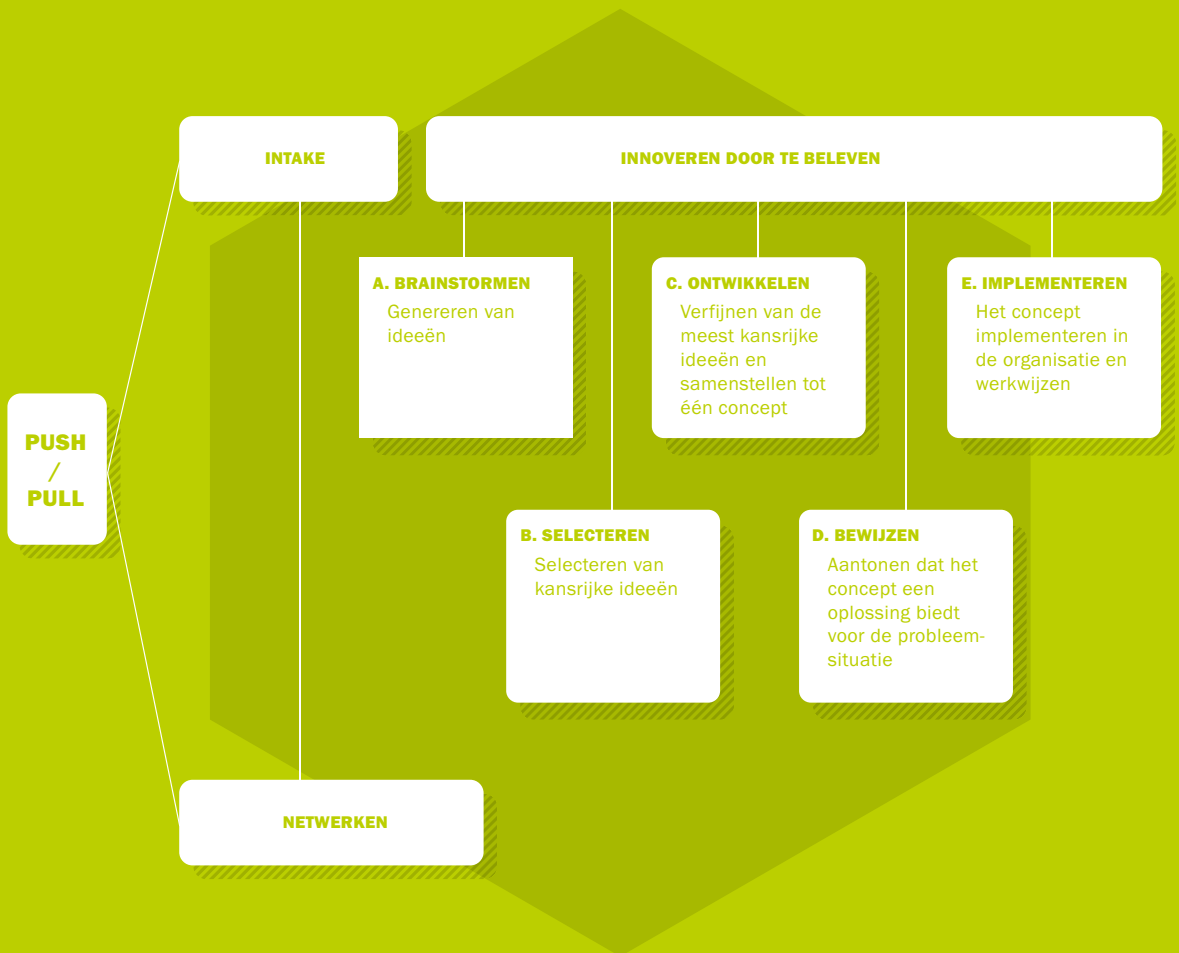 INTAKE
INNOVEREN DOOR TE BELEVEN
A. BRAINSTORMEN
Genereren van
ideeën
C. ONTWIKKELEN
Verfijnen van de
meest kansrijke
ideeën en
samenstellen tot
één concept
E. IMPLEMENTEREN
Het concept
implementeren in
de organisatie en
werkwijzen
PUSH
/
PULL
B. SELECTEREN
Selecteren van
kansrijke ideeën
D. BEWIJZEN
Aantonen dat het
concept een
oplossing biedt
voor de probleem-
situatie
NETWERKEN